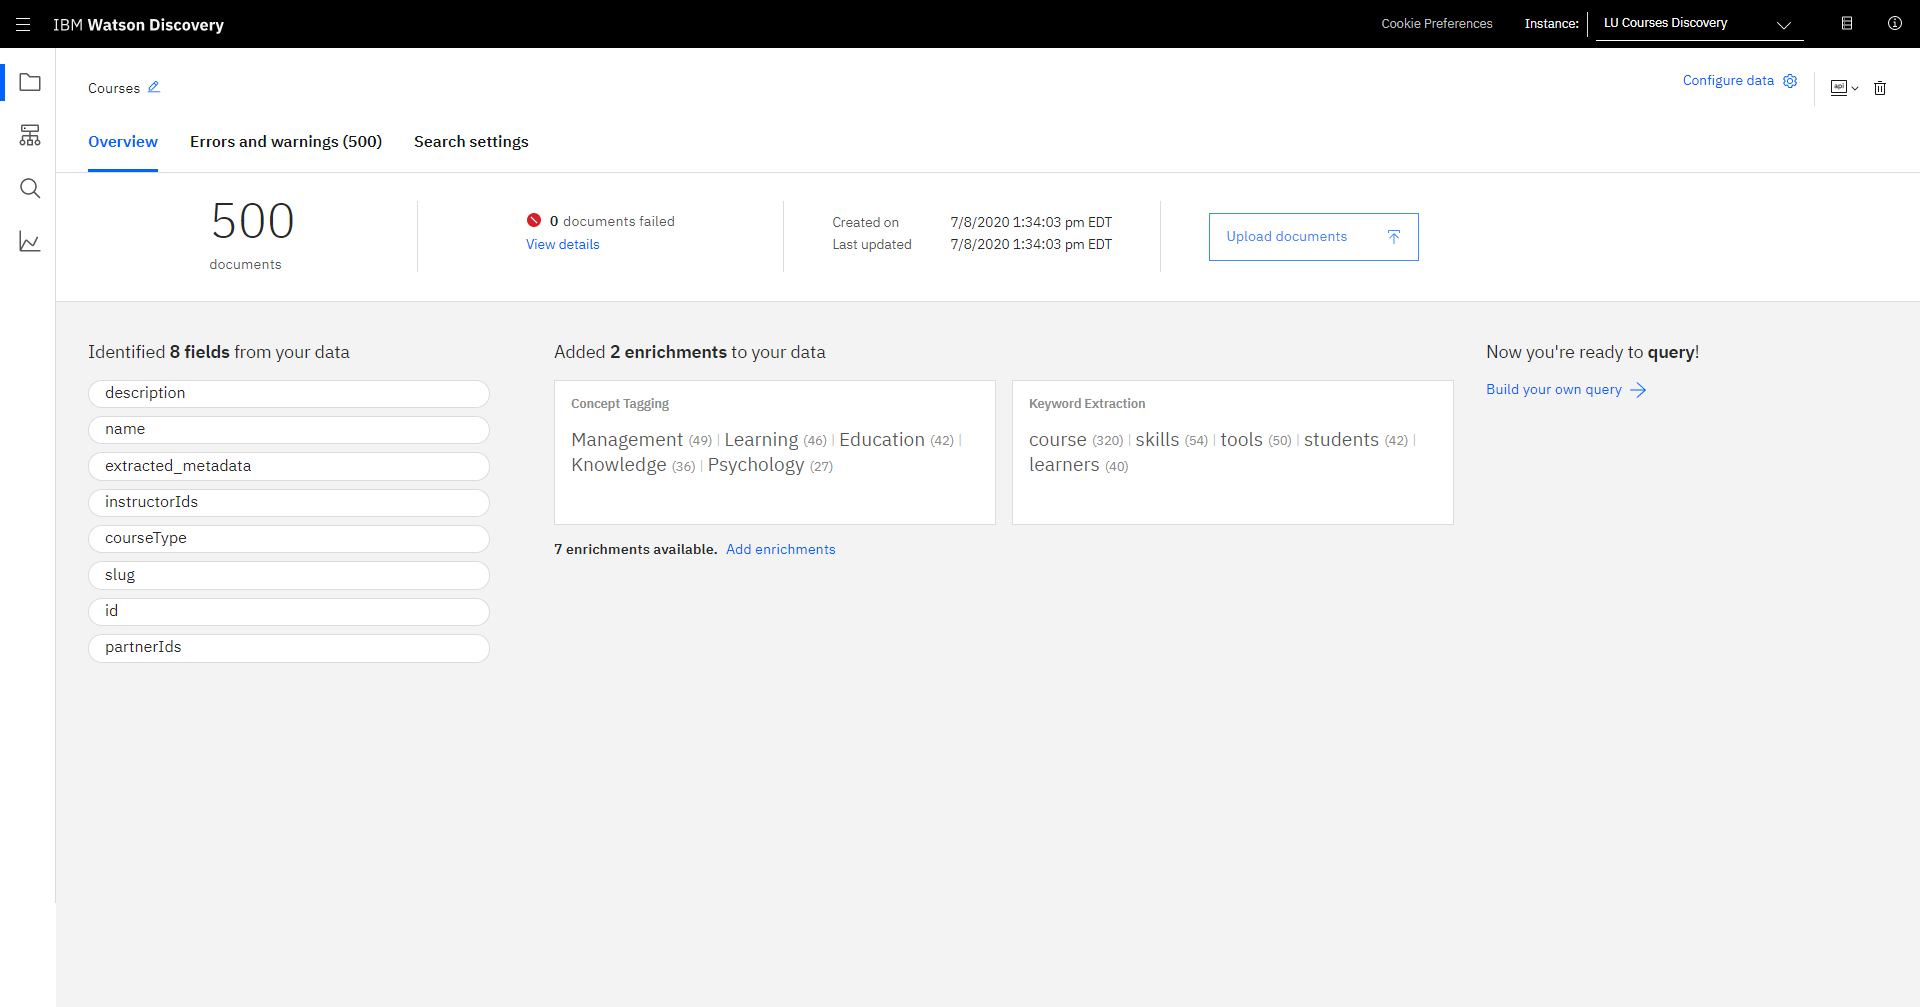 IBM Watson Discovery
Cookie Preferences
Instance:
LU Courses Discovery
Courses
Configure data
api
Overview
Errors and warnings (500)
Search settings
500
documents
0 documents failed
View details
Created on 7/8/2020 1:34:03 pm EDT
Last updated 7/8/2020 1:34:03 pm EDT
Upload documents
Identified 8 fields from your data
description
name
extracted_metadata
instructorIds
courseType
slug
id
partnerIds
Added 2 enrichments to your data
Concept Tagging
Management (49) | Learning (46) | Education (42) |
Knowledge (36) | Psychology (27)
Keyword Extraction
course (320) | skills (54) | tools (50) | students (42) |
learners (40)
7 enrichments available. Add enrichments
Now you're ready to query!
Build your own query